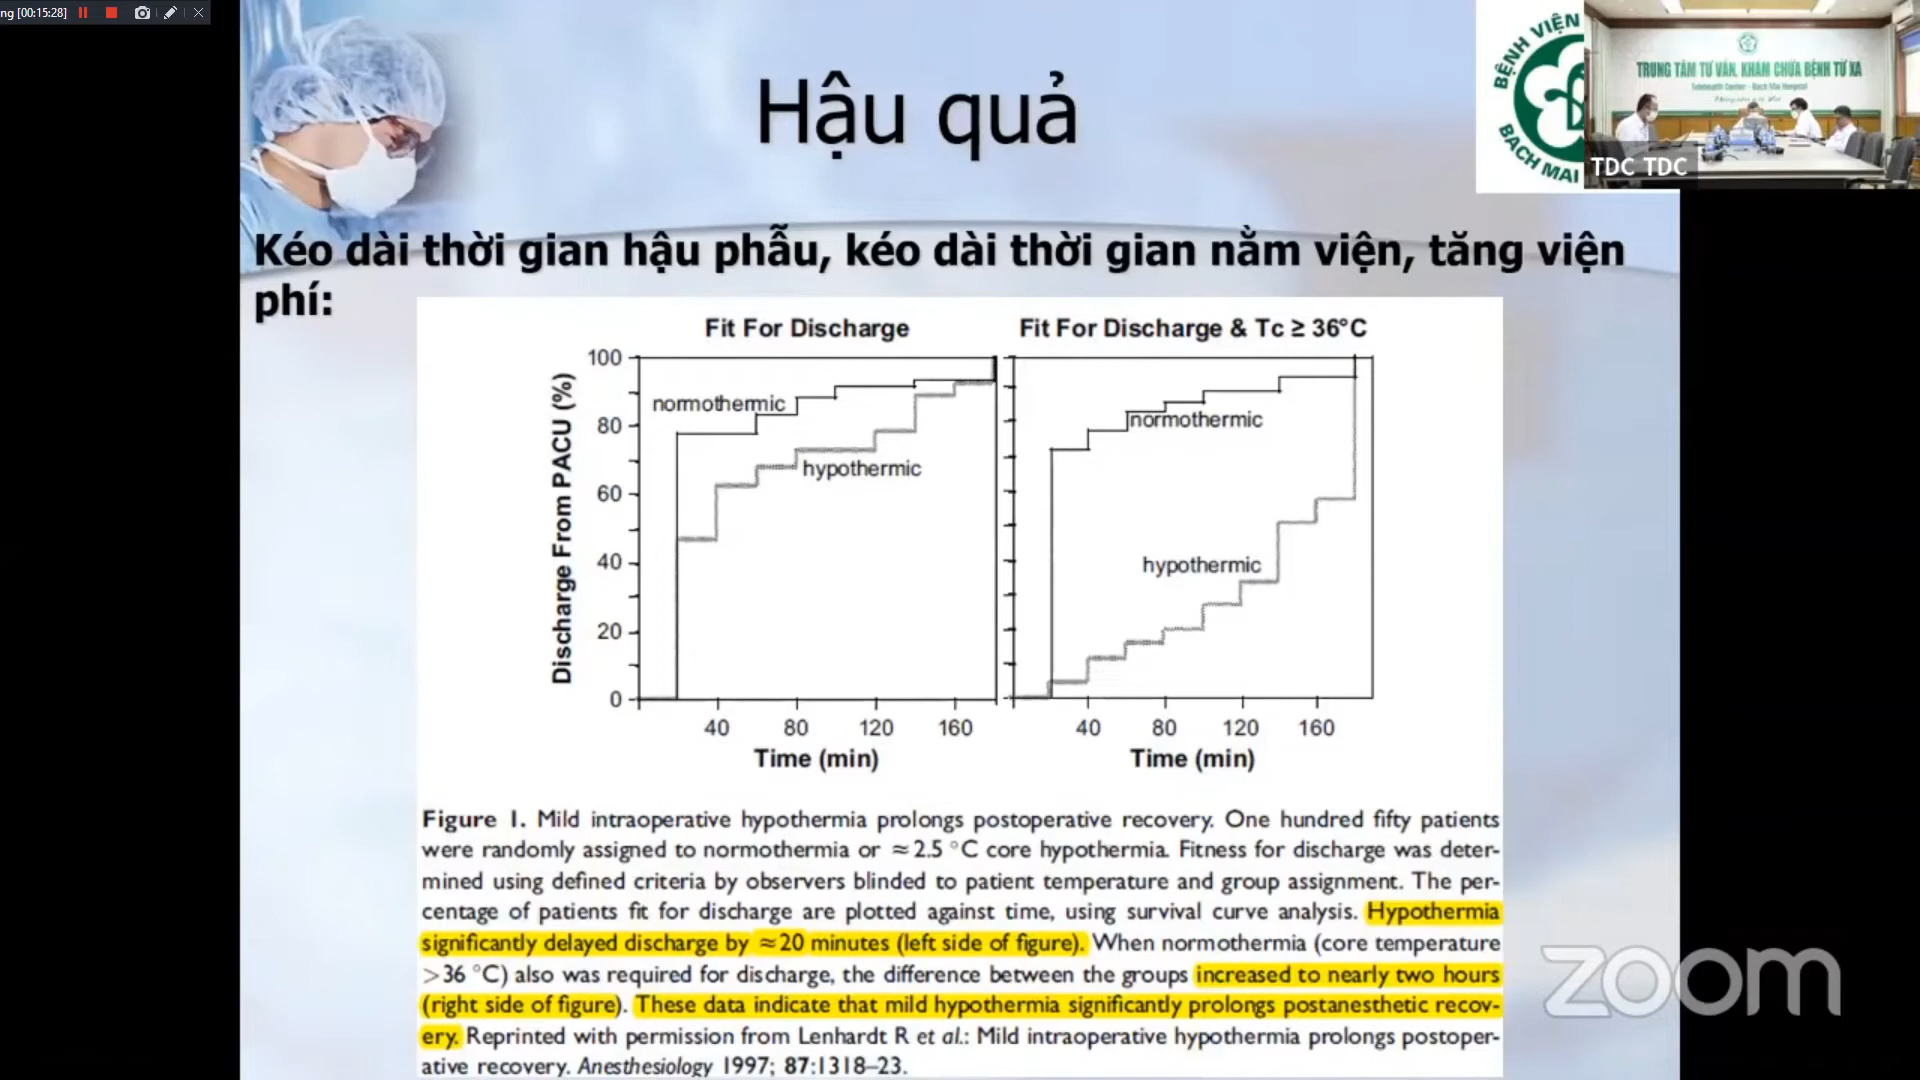 ng [00:15:28]
Hậu quả
BỆNH VIỆN
BẠCH MAI
TRUNG TÂM TƯ VẤN, KHÁM CHỮA BỆNH TỪ XA
Telehealth Center - Bach Mai Hospital
TDC TDC
Kéo dài thời gian hậu phẫu, kéo dài thời gian nằm viện, tăng viện
phí:
Fit For Discharge
Fit For Discharge & Tc ≥ 36°C
Discharge From PACU (%)
100
80
60
40
20
0
normothermic
hypothermic
normothermic
hypothermic
40 80 120 160
40 80 120 160
Time (min)
Time (min)
Figure 1. Mild intraoperative hypothermia prolongs postoperative recovery. One hundred fifty patients
were randomly assigned to normothermia or ≈2.5 °C core hypothermia. Fitness for discharge was deter-
mined using defined criteria by observers blinded to patient temperature and group assignment. The per-
centage of patients fit for discharge are plotted against time, using survival curve analysis. Hypothermia
significantly delayed discharge by ≈20 minutes (left side of figure). When normothermia (core temperature
>36 °C) also was required for discharge, the difference between the groups increased to nearly two hours
(right side of figure). These data indicate that mild hypothermia significantly prolongs postanesthetic recov-
ery. Reprinted with permission from Lenhardt R et al.: Mild intraoperative hypothermia prolongs postoper-
ative recovery. Anesthesiology 1997; 87:1318–23.
zoom